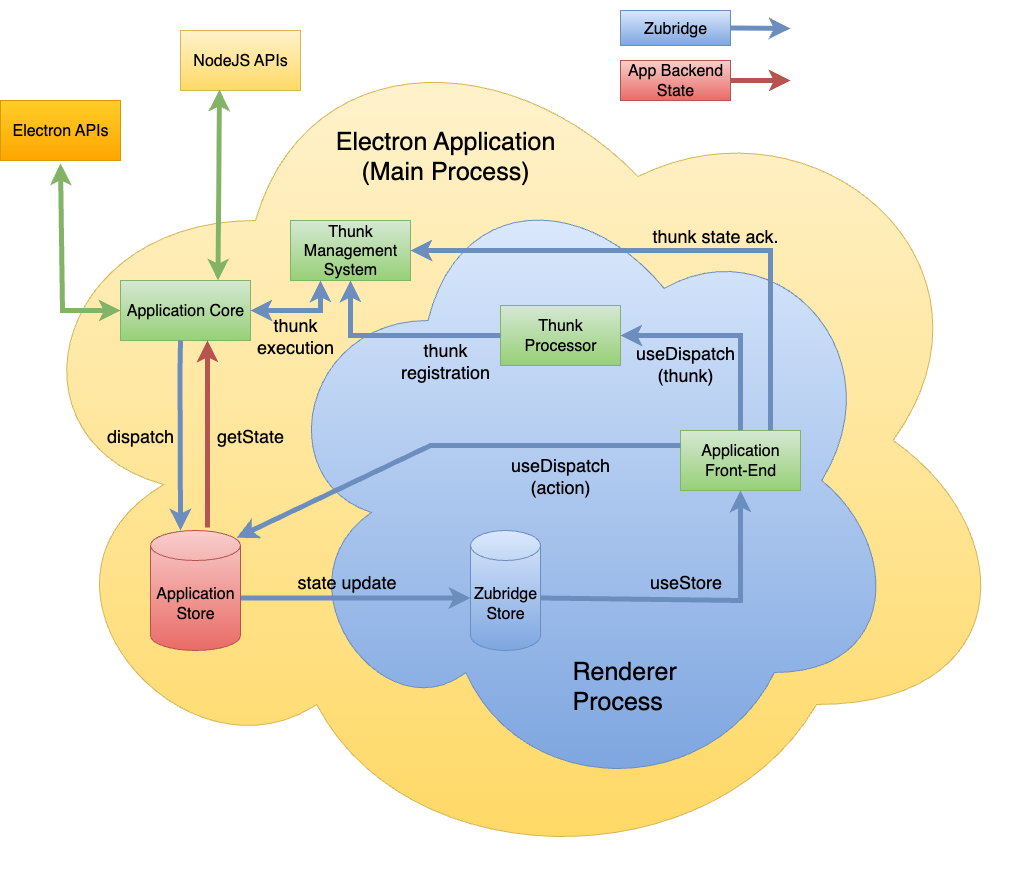 Zubridge
App Backend
State
NodeJS APIs
Electron APIs
Electron Application
(Main Process)
Thunk
Management
System
thunk state ack.
Application Core
thunk
execution
Thunk
Processor
thunk
registration
useDispatch
(thunk)
dispatch
getState
Application
Front-End
useDispatch
(action)
Application
Store
state update
Zubridge
Store
useStore
Renderer
Process